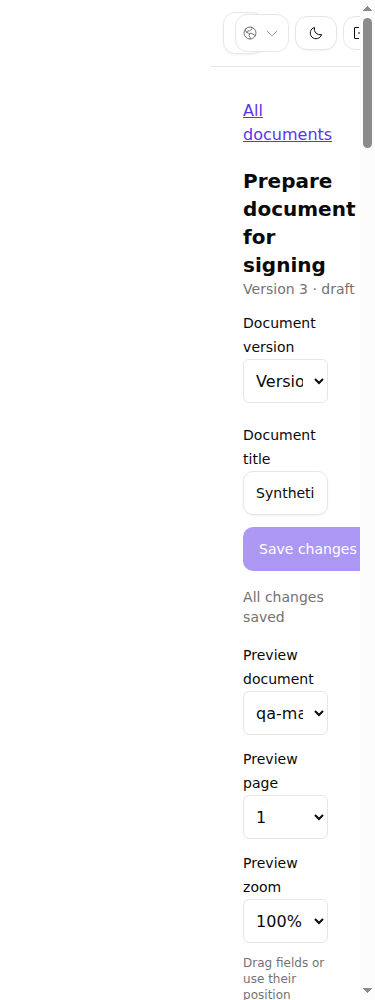 All
documents
Prepare
document
for
signing
Version 3 · draft
Document
version
Versio
Document
title
Syntheti
Save changes
All changes
saved
Preview
document
qa-ma
Preview
page
1
Preview
zoom
100%
Drag fields or
use their
position